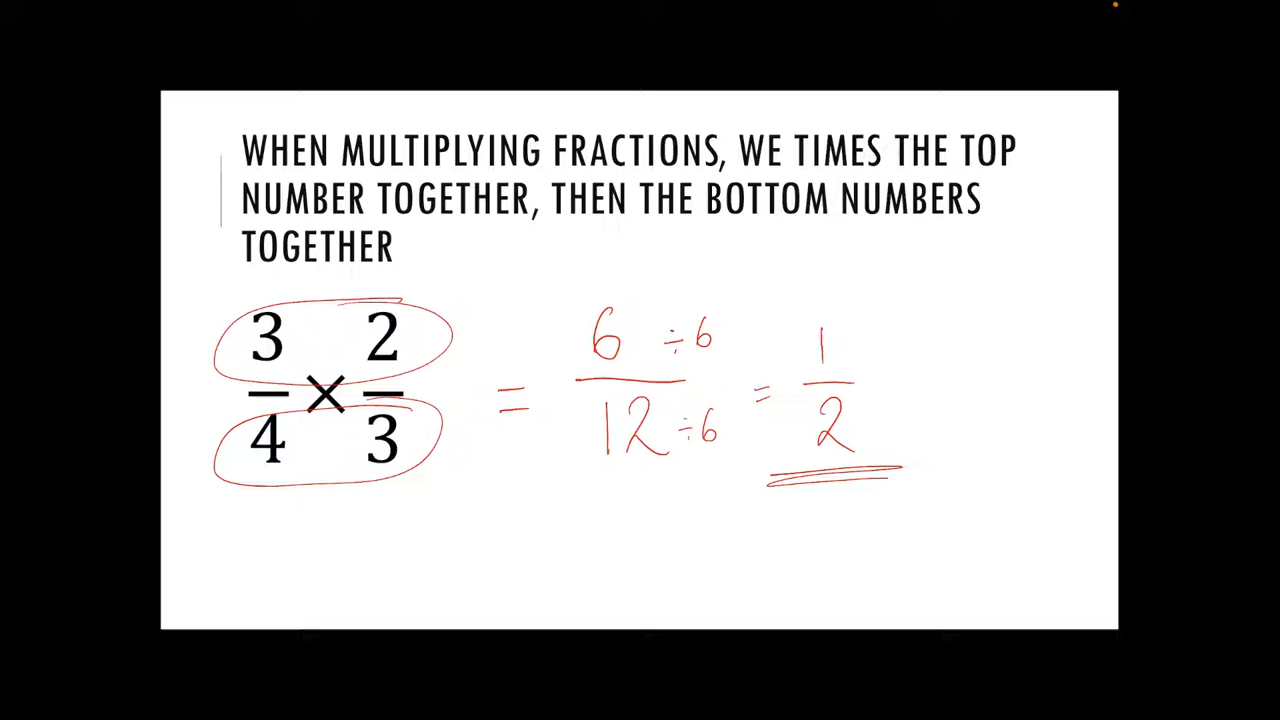 WHEN MULTIPLYING FRACTIONS, WE TIMES THE TOP
NUMBER TOGETHER, THEN THE BOTTOM NUMBERS
TOGETHER
3/4 × 2/3 = 6 ÷6 / 12 ÷6 = 1/2